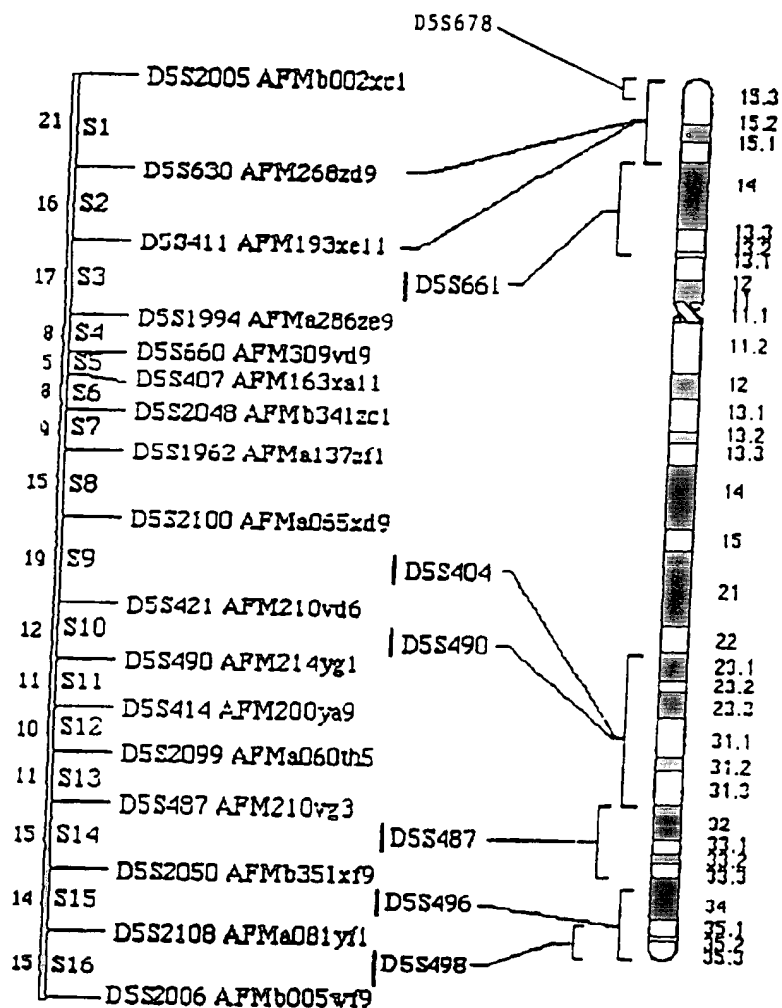 D5S678
D5S2005 AFMb002xc1
21 S1
D5S630 AFM268zd9
16 S2
D5S411 AFM193xe11
17 S3
D5S661
D5S1994 AFMa286ze9
8 S4
D5S660 AFM309vd9
5 S5
D5S407 AFM163xa11
8 S6
D5S2048 AFMb341zc1
9 S7
D5S1962 AFMa137zf1
15 S8
D5S2100 AFMa065xd9
19 S9
D5S404
D5S421 AFM210vd6
12 S10
D5S490
D5S490 AFM214yg1
11 S11
D5S414 AFM200ya9
10 S12
D5S2099 AFMa060th5
11 S13
D5S487 AFM210vg3
15 S14
D5S487
D5S2050 AFMb351xf9
14 S15
D5S496
D5S2108 AFMa081yf1
15 S16
D5S498
D5S2006 AFMb005wf9
15.3
15.2
15.1
14
13.3
13.2
13.1
12
11
11.1
11.2
12
13.1
13.2
13.3
14
15
21
22
23.1
23.2
23.3
31.1
31.2
31.3
32
33.1
33.2
33.3
34
35.1
35.2
35.3